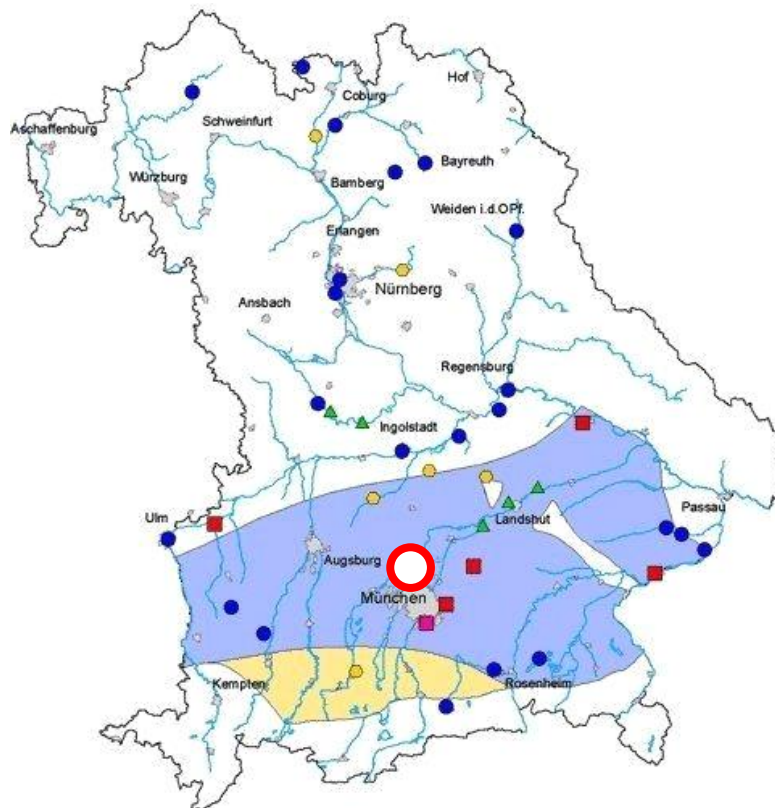 Hof
Coburg
Aschaffenburg
Schweinfurt
Bayreuth
Würzburg
Bamberg
Weiden i.d.OPf.
Erlangen
Nürnberg
Ansbach
Regensburg
Ingolstadt
Passau
Ulm
Landshut
Augsburg
München
Kempten
Rosenheim